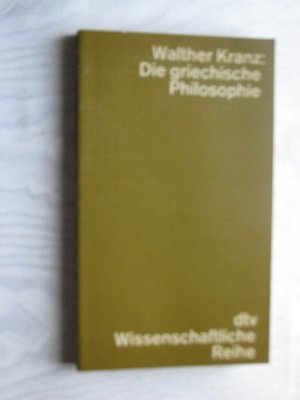 Walther Kranz:
Die griechische
Philosophie
dtv
Wissenschaftliche
Reihe